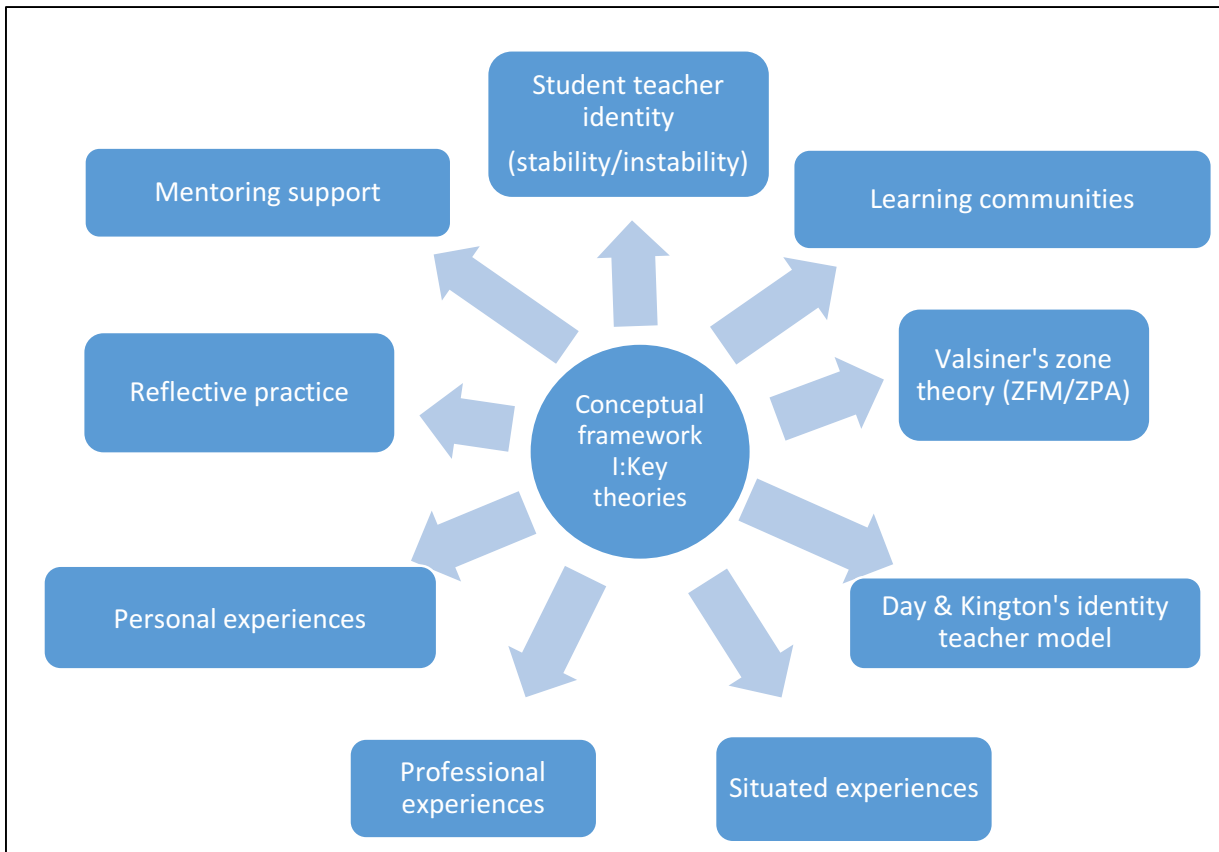 Student teacher
identity
(stability/instability)
Mentoring support
Learning communities
Valsiner's zone
theory (ZFM/ZPA)
Reflective practice
Conceptual
framework
I:Key
theories
Personal experiences
Day & Kington's identity
teacher model
Professional
experiences
Situated experiences